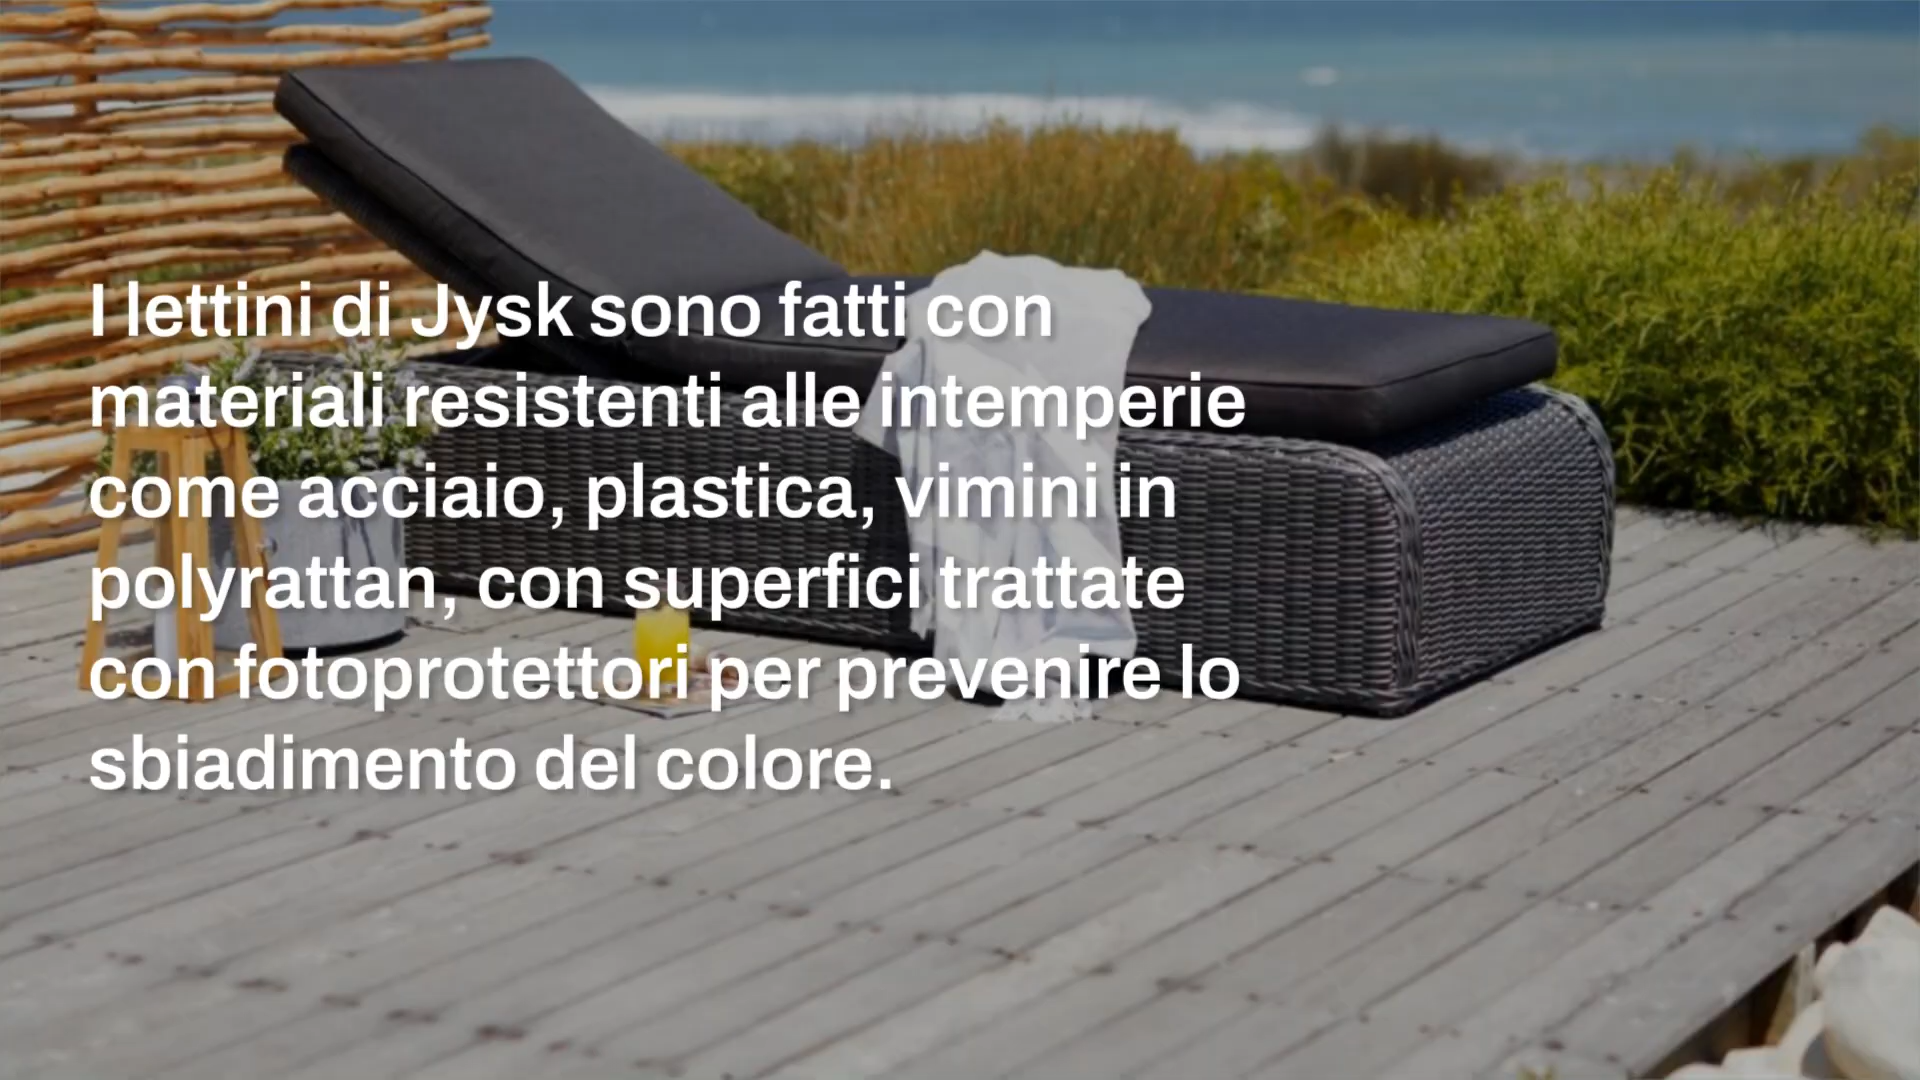 I lettini di Jysk sono fatti con
materiali resistenti alle intemperie
come acciaio, plastica, vimini in
polyrattan, con superfici trattate
con fotoprotettori per prevenire lo
sbiadimento del colore.